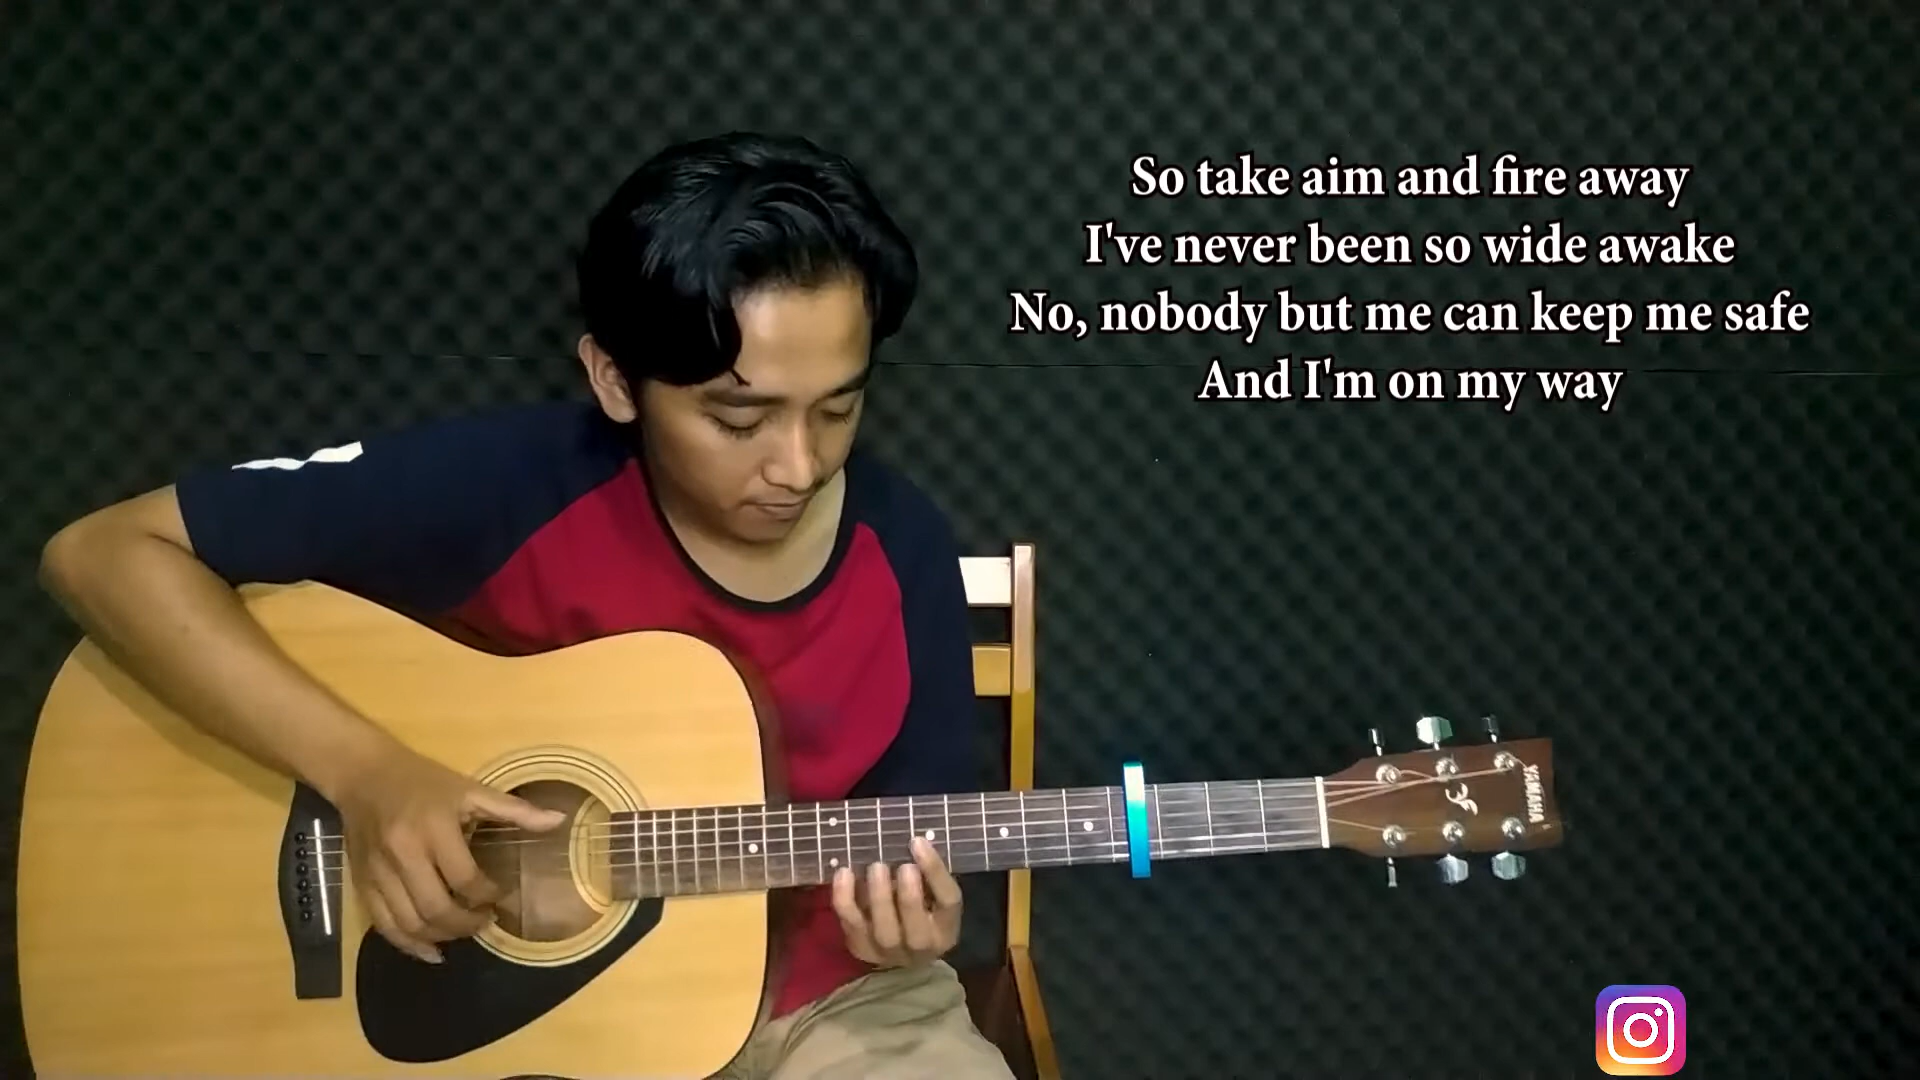 So take aim and fire away
I've never been so wide awake
No, nobody but me can keep me safe
And I'm on my way
YAMAHA